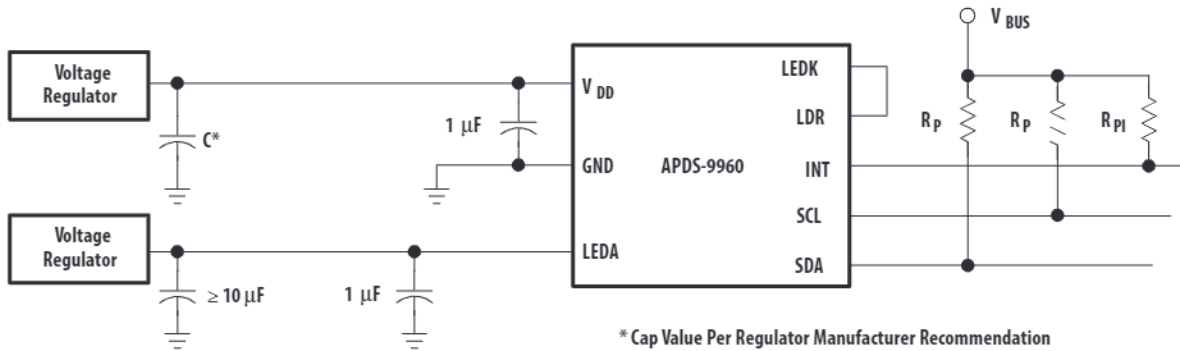 V BUS
Voltage
Regulator
V DD
LEDK
C*
1 µF
LDR
R P
R P
R PI
GND
APDS-9960
INT
SCL
Voltage
Regulator
LEDA
SDA
≥ 10 µF
1 µF
* Cap Value Per Regulator Manufacturer Recommendation